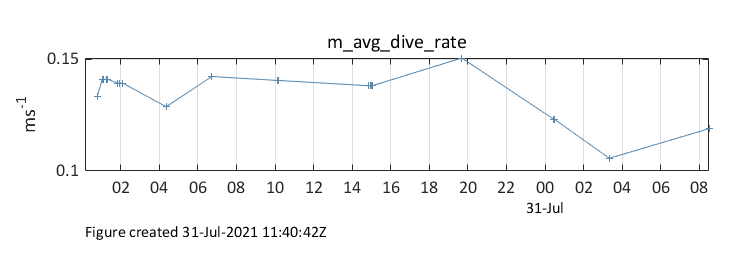 m_avg_dive_rate
0.15
ms-1
0.1
02 04 06 08 10 12 14 16 18 20 22 00 02 04 06 08
31-Jul
Figure created 31-Jul-2021 11:40:42Z